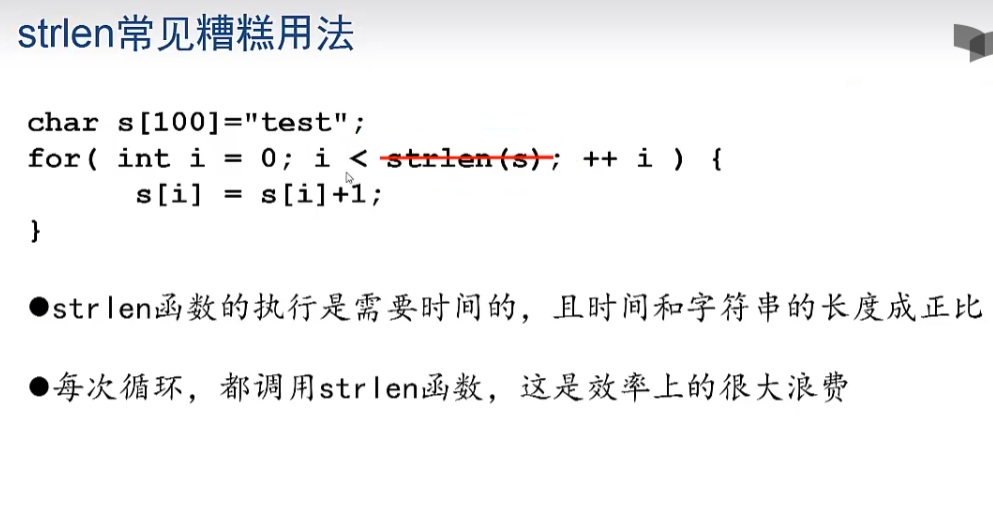 strlen常见糟糕用法
char s[100]="test";
for( int i = 0; i < strlen(s); ++ i ) {
s[i] = s[i]+1;
}
●strlen函数的执行是需要时间的，且时间和字符串的长度成正比
●每次循环，都调用strlen函数，这是效率上的很大浪费